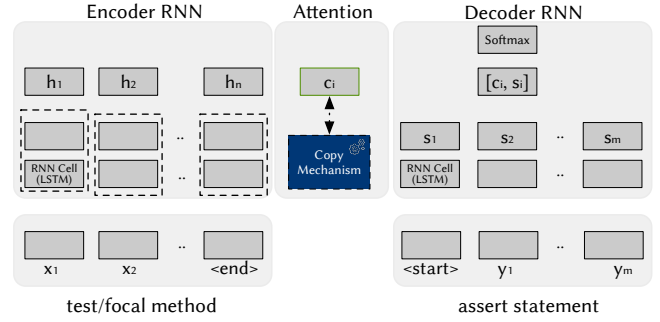 Encoder RNN
Attention
Decoder RNN
Softmax
h1 h2 hn
ci
[ci, si]
..
Copy
Mechanism
s1 s2 .. sm
RNN Cell
(LSTM)
..
RNN Cell
(LSTM)
..
..
..
x1 x2 <end>
<start> y1 ym
test/focal method
assert statement